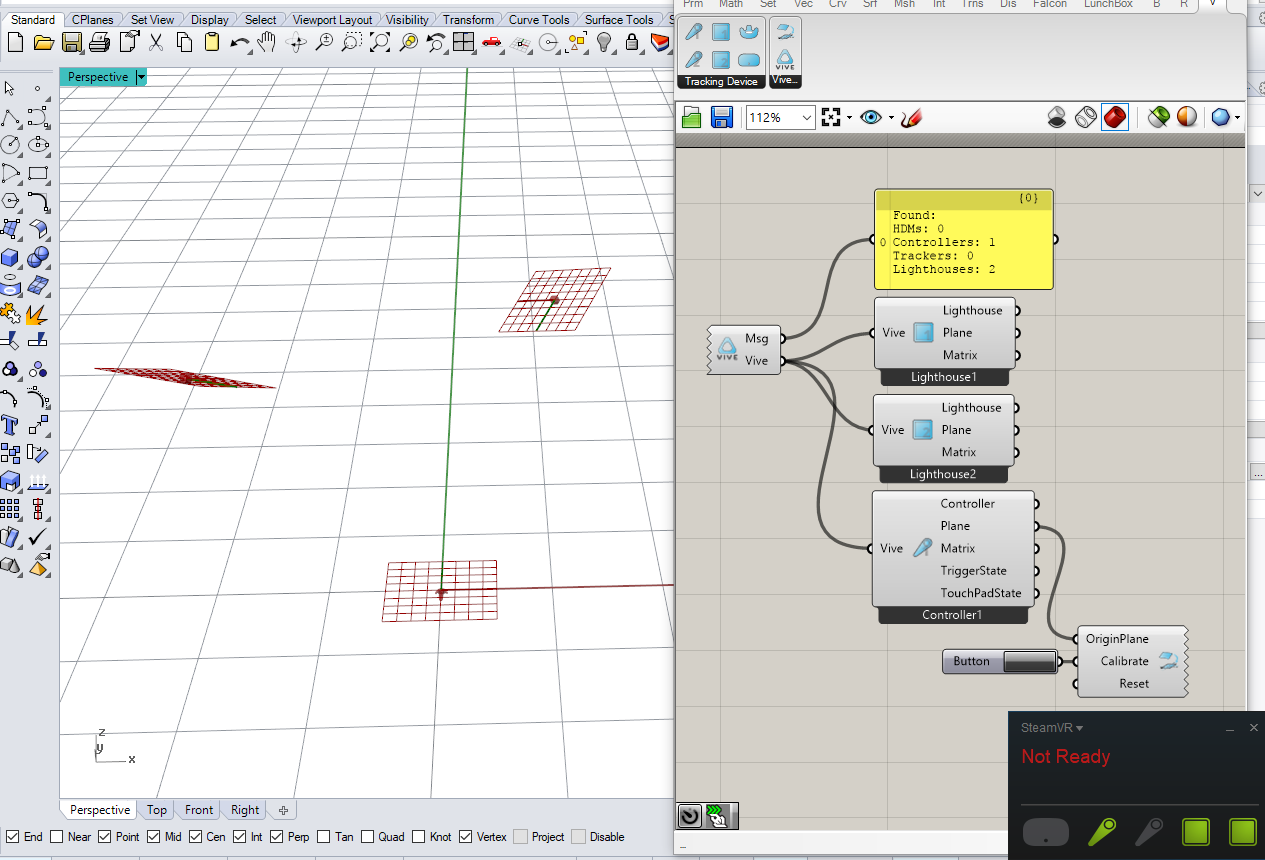 Prm Math Set Vec Crv Srf Msh Int Trns Dis Falcon LunchBox B R V
Standard CPlanes Set View Display Select Viewport Layout Visibility Transform Curve Tools Surface Tools S
Tracking Device Vive...
VIVE
Perspective
112%
{0}
Found:
HDMs: 0
0 Controllers: 1
Trackers: 0
Lighthouses: 2
Msg
Vive
VIVE
Lighthouse
Vive Plane
Matrix
Lighthouse1
Lighthouse
Vive 2 Plane
Matrix
Lighthouse2
Controller
Plane
Vive Matrix
TriggerState
TouchPadState
Controller1
OriginPlane
Button Calibrate
Reset
z
y
x
SteamVR
Not Ready
Perspective Top Front Right
End Near Point Mid Cen Int Perp Tan Quad Knot Vertex Project Disable
...